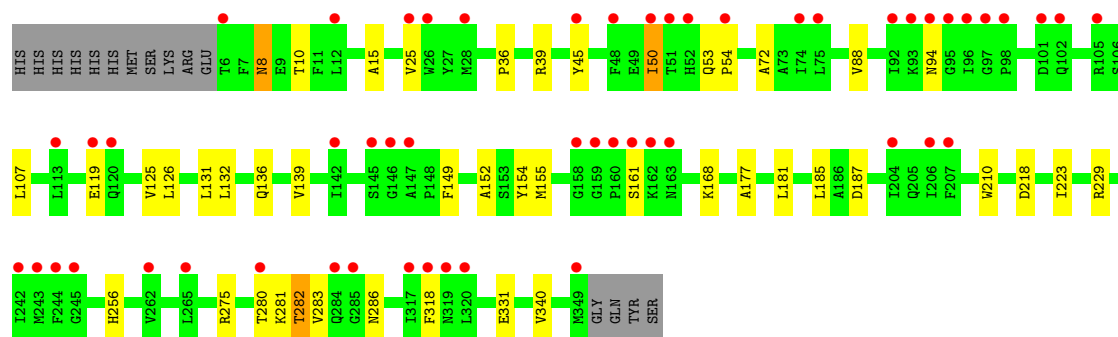 HIS HIS HIS HIS HIS HIS MET SER LYS ARG GLU T6 F7 N8 E9 T10 F11 L12 A15 V25 W26 Y27 M28 P36 R39 Y45 F48 E49 I50 T51 H52 Q53 P54 A72 A73 I74 L75 V88 I92 K93 N94 G95 I96 G97 P98 D101 Q102 R105 S106
L107 L113 E119 Q120 V125 L126 L131 L132 Q136 V139 I142 S145 G146 A147 P148 F149 A152 S153 Y154 M155 G158 G159 P160 S161 K162 N163 K168 A177 L181 L185 A186 D187 I204 Q205 I206 F207 W210 D218 I223 R229
I242 M243 F244 G245 H256 V262 L265 R275 T280 K281 T282 V283 Q284 G285 N286 I317 F318 N319 L320 E331 V340 M349 GLY GLN TYR SER